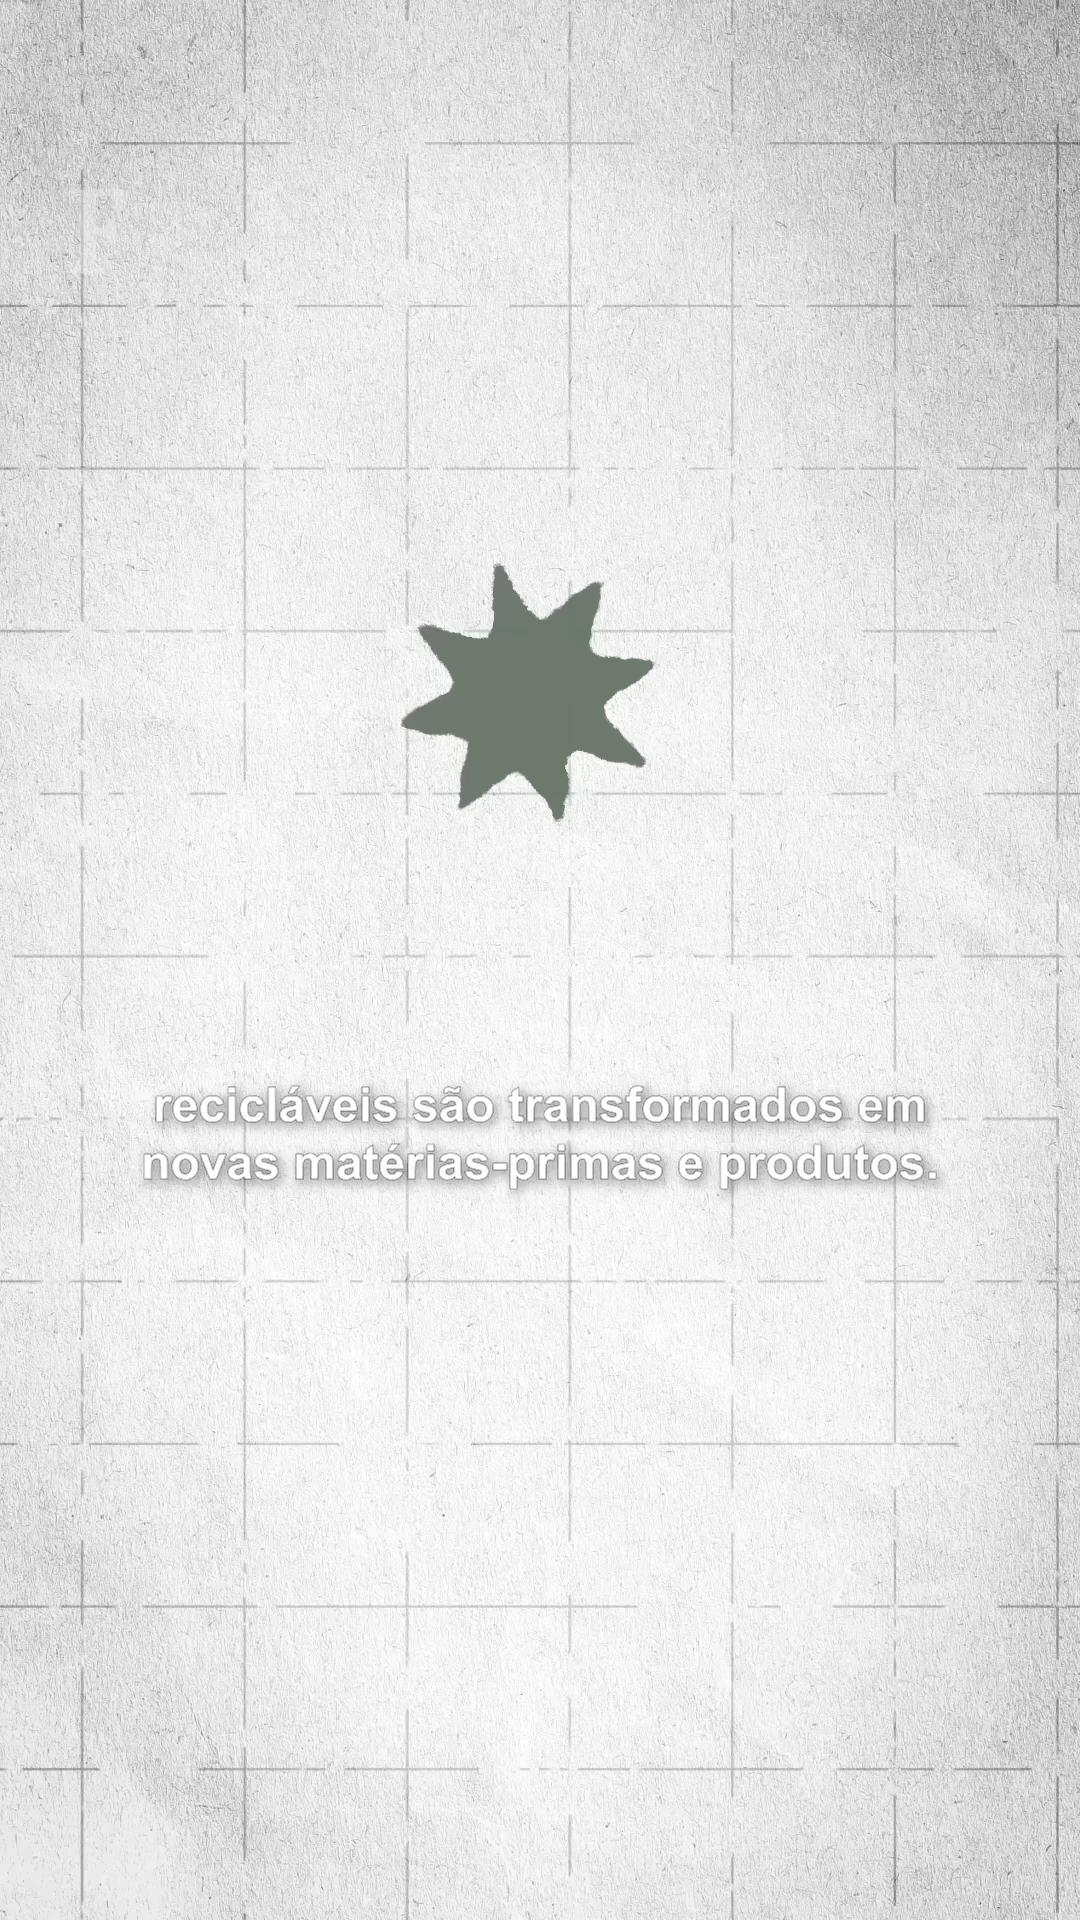 recicláveis são transformados em
novas matérias-primas e produtos.